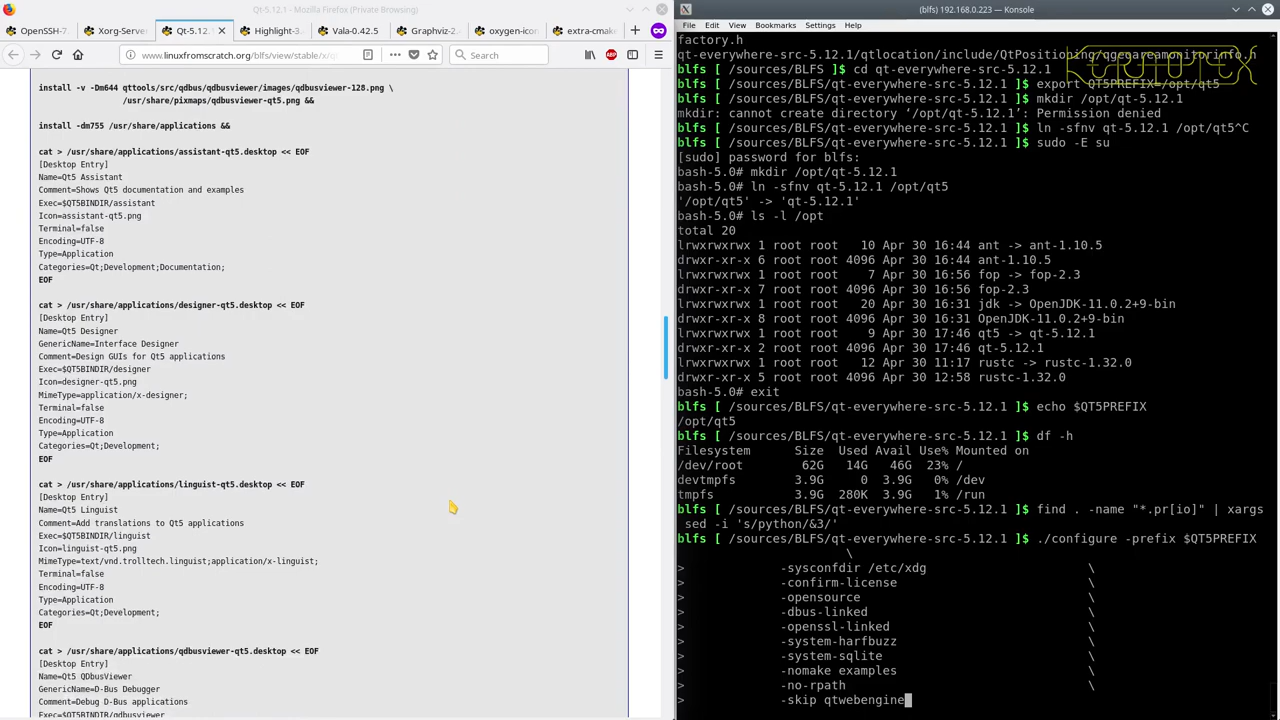 Qt-5.12.1 - Mozilla Firefox (Private Browsing)
OpenSSH-7.
Xorg-Server
Qt-5.12.1
Highlight-3.
Vala-0.42.5
Graphviz-2.
oxygen-icon
extra-cmake
www.linuxfromscratch.org/blfs/view/stable/x/q
Search
install -v -Dm644 qttools/src/qdbus/qdbusviewer/images/qdbusviewer-128.png \
/usr/share/pixmaps/qdbusviewer-qt5.png &&
install -dm755 /usr/share/applications &&
cat > /usr/share/applications/assistant-qt5.desktop << EOF
[Desktop Entry]
Name=Qt5 Assistant
Comment=Shows Qt5 documentation and examples
Exec=$QT5BINDIR/assistant
Icon=assistant-qt5.png
Terminal=false
Encoding=UTF-8
Type=Application
Categories=Qt;Development;Documentation;
EOF
cat > /usr/share/applications/designer-qt5.desktop << EOF
[Desktop Entry]
Name=Qt5 Designer
GenericName=Interface Designer
Comment=Design GUIs for Qt5 applications
Exec=$QT5BINDIR/designer
Icon=designer-qt5.png
MimeType=application/x-designer;
Terminal=false
Encoding=UTF-8
Type=Application
Categories=Qt;Development;
EOF
cat > /usr/share/applications/linguist-qt5.desktop << EOF
[Desktop Entry]
Name=Qt5 Linguist
Comment=Add translations to Qt5 applications
Exec=$QT5BINDIR/linguist
Icon=linguist-qt5.png
MimeType=text/vnd.trolltech.linguist;application/x-linguist;
Terminal=false
Encoding=UTF-8
Type=Application
Categories=Qt;Development;
EOF
cat > /usr/share/applications/qdbusviewer-qt5.desktop << EOF
[Desktop Entry]
Name=Qt5 QDbusViewer
GenericName=D-Bus Debugger
Comment=Debug D-Bus applications
Exec=$QT5BINDIR/qdbusviewer
(blfs) 192.168.0.223 — Konsole
File Edit View Bookmarks Settings Help
factory.h
qt-everywhere-src-5.12.1/qtlocation/include/QtPositioning/qgeoareamonitorinfo.h
blfs [ /sources/BLFS ]$ cd qt-everywhere-src-5.12.1
blfs [ /sources/BLFS/qt-everywhere-src-5.12.1 ]$ export QT5PREFIX=/opt/qt5
blfs [ /sources/BLFS/qt-everywhere-src-5.12.1 ]$ mkdir /opt/qt-5.12.1
mkdir: cannot create directory ‘/opt/qt-5.12.1’: Permission denied
blfs [ /sources/BLFS/qt-everywhere-src-5.12.1 ]$ ln -sfnv qt-5.12.1 /opt/qt5^C
blfs [ /sources/BLFS/qt-everywhere-src-5.12.1 ]$ sudo -E su
[sudo] password for blfs:
bash-5.0# mkdir /opt/qt-5.12.1
bash-5.0# ln -sfnv qt-5.12.1 /opt/qt5
'/opt/qt5' -> 'qt-5.12.1'
bash-5.0# ls -l /opt
total 20
lrwxrwxrwx 1 root root 10 Apr 30 16:44 ant -> ant-1.10.5
drwxr-xr-x 6 root root 4096 Apr 30 16:44 ant-1.10.5
lrwxrwxrwx 1 root root 7 Apr 30 16:56 fop -> fop-2.3
drwxr-xr-x 7 root root 4096 Apr 30 16:56 fop-2.3
lrwxrwxrwx 1 root root 20 Apr 30 16:31 jdk -> OpenJDK-11.0.2+9-bin
drwxr-xr-x 8 root root 4096 Apr 30 16:31 OpenJDK-11.0.2+9-bin
lrwxrwxrwx 1 root root 9 Apr 30 17:46 qt5 -> qt-5.12.1
drwxr-xr-x 2 root root 4096 Apr 30 17:46 qt-5.12.1
lrwxrwxrwx 1 root root 12 Apr 30 11:17 rustc -> rustc-1.32.0
drwxr-xr-x 5 root root 4096 Apr 30 12:58 rustc-1.32.0
bash-5.0# exit
blfs [ /sources/BLFS/qt-everywhere-src-5.12.1 ]$ echo $QT5PREFIX
/opt/qt5
blfs [ /sources/BLFS/qt-everywhere-src-5.12.1 ]$ df -h
Filesystem Size Used Avail Use% Mounted on
/dev/root 62G 14G 46G 23% /
devtmpfs 3.9G 0 3.9G 0% /dev
tmpfs 3.9G 280K 3.9G 1% /run
blfs [ /sources/BLFS/qt-everywhere-src-5.12.1 ]$ find . -name "*.pr[io]" | xargs
sed -i 's/python/&3/'
blfs [ /sources/BLFS/qt-everywhere-src-5.12.1 ]$ ./configure -prefix $QT5PREFIX
\
> -sysconfdir /etc/xdg \
> -confirm-license \
> -opensource \
> -dbus-linked \
> -openssl-linked \
> -system-harfbuzz \
> -system-sqlite \
> -nomake examples \
> -no-rpath \
> -skip qtwebengine